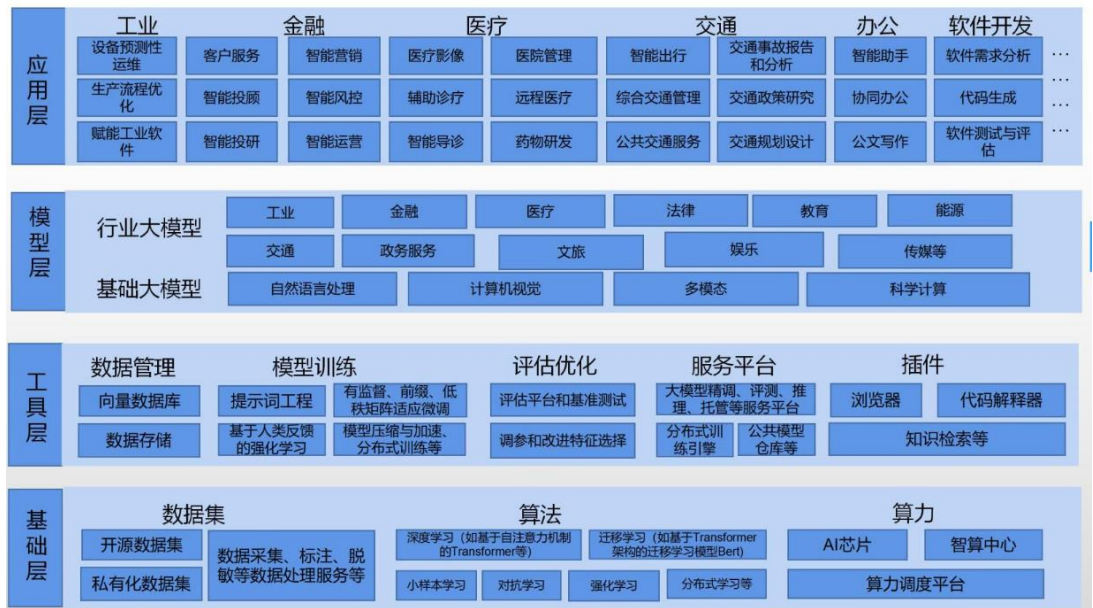 应用层
工业
金融
医疗
交通
办公
软件开发
设备预测性
运维
客户服务
智能营销
医疗影像
医院管理
智能出行
交通事故报告
和分析
智能助手
软件需求分析
...
生产流程优
化
智能投顾
智能风控
辅助诊疗
远程医疗
综合交通管理
交通政策研究
协同办公
代码生成
...
...
赋能工业软
件
智能投研
智能运营
智能导诊
药物研发
公共交通服务
交通规划设计
公文写作
软件测试与评
估
...
模型层
行业大模型
工业
金融
医疗
法律
教育
能源
交通
政务服务
文旅
娱乐
传媒等
基础大模型
自然语言处理
计算机视觉
多模态
科学计算
工具层
数据管理
模型训练
评估优化
服务平台
插件
向量数据库
提示词工程
有监督、前缀、低
秩矩阵适应微调
评估平台和基准测试
大模型精调、评测、推
理、托管等服务平台
浏览器
代码解释器
数据存储
基于人类反馈
的强化学习
模型压缩与加速、
分布式训练等
调参和改进特征选择
分布式训
练引擎
公共模型
仓库等
知识检索等
基础层
数据集
算法
算力
开源数据集
数据采集、标注、脱
敏等数据处理服务等
深度学习（如基于自注意力机制
的Transformer等）
迁移学习（如基于Transformer
架构的迁移学习模型Bert)
AI芯片
智算中心
私有化数据集
小样本学习
对抗学习
强化学习
分布式学习等
算力调度平台